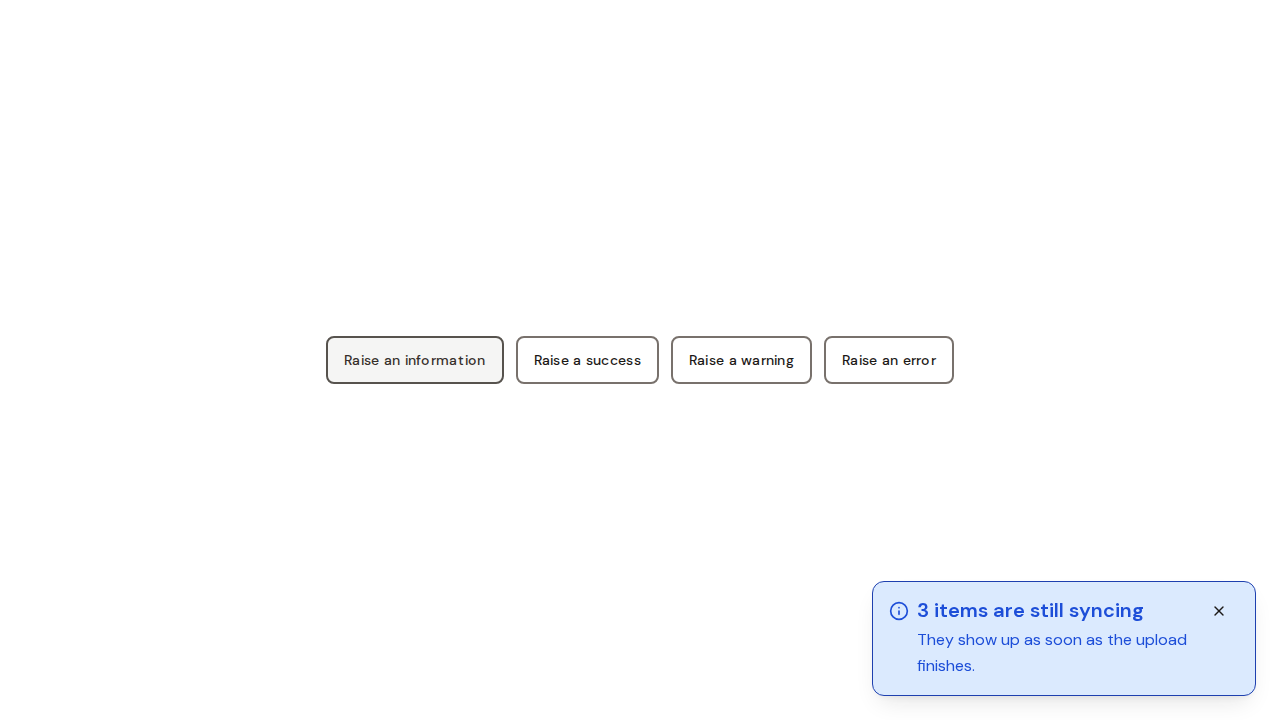 Raise an information
Raise a success
Raise a warning
Raise an error
3 items are still syncing
They show up as soon as the upload
finishes.